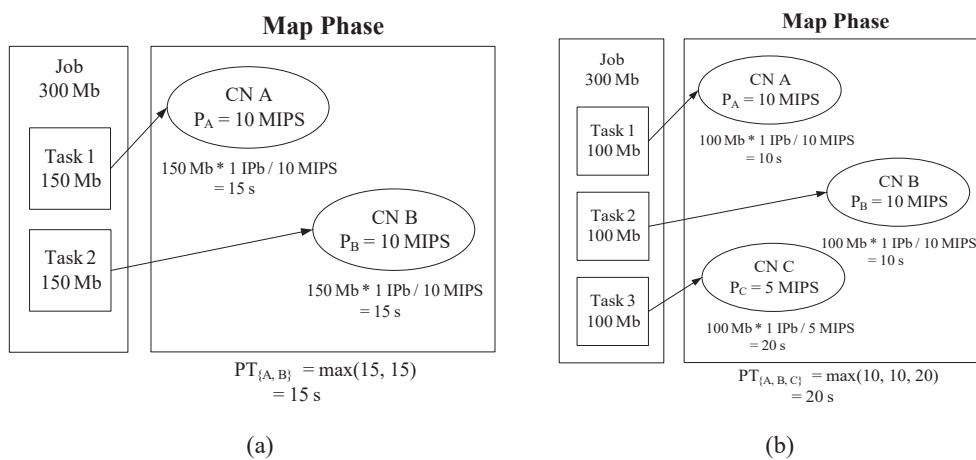 Map Phase
Job
300 Mb
Task 1
150 Mb
Task 2
150 Mb
CN A
P_A = 10 MIPS
150 Mb * 1 IPb / 10 MIPS
= 15 s
CN B
P_B = 10 MIPS
150 Mb * 1 IPb / 10 MIPS
= 15 s
PT_{A, B} = max(15, 15)
= 15 s
(a)
Map Phase
Job
300 Mb
Task 1
100 Mb
Task 2
100 Mb
Task 3
100 Mb
CN A
P_A = 10 MIPS
100 Mb * 1 IPb / 10 MIPS
= 10 s
CN B
P_B = 10 MIPS
100 Mb * 1 IPb / 10 MIPS
= 10 s
CN C
P_C = 5 MIPS
100 Mb * 1 IPb / 5 MIPS
= 20 s
PT_{A, B, C} = max(10, 10, 20)
= 20 s
(b)